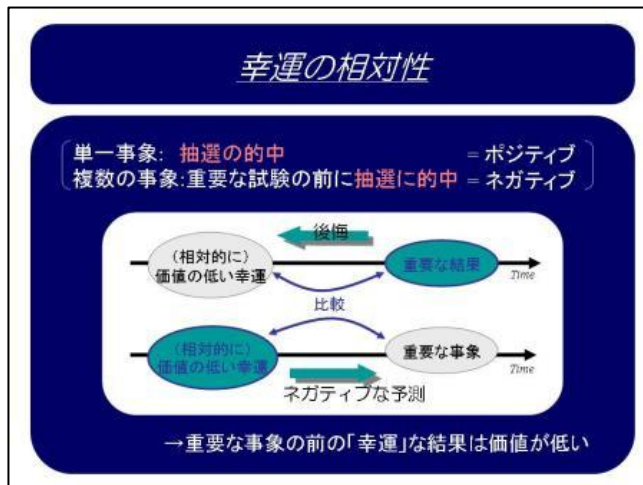 幸運の相対性
単一事象: 抽選の的中 = ポジティブ
複数の事象:重要な試験の前に抽選に的中 = ネガティブ
後悔
(相対的に)
価値の低い幸運
重要な結果
Time
比較
(相対的に)
価値の低い幸運
重要な事象
Time
ネガティブな予測
→重要な事象の前の「幸運」な結果は価値が低い